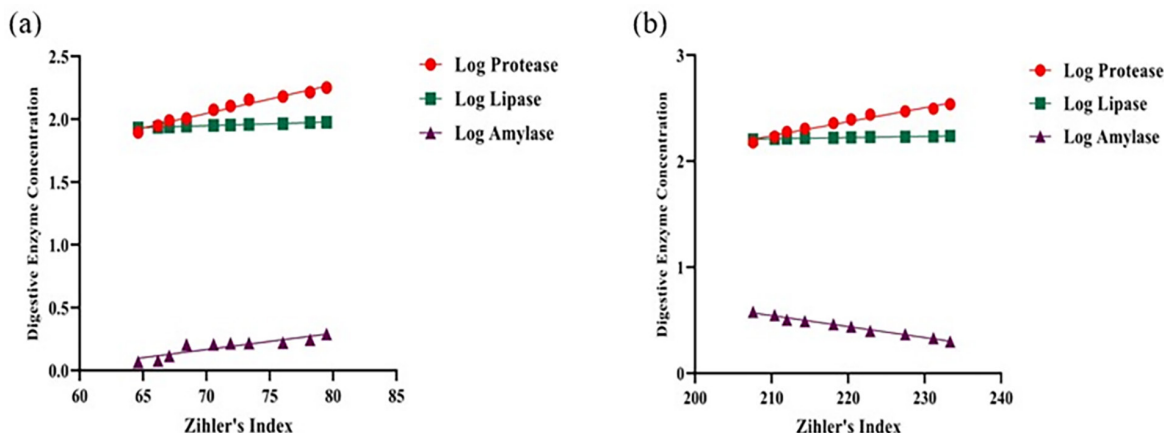 (a)
2.5
2.0
1.5
1.0
0.5
0.0
60
65
70
75
80
85
Digestive Enzyme Concentration
Zihler's Index
Log Protease
Log Lipase
Log Amylase
(b)
3
2
1
0
200
210
220
230
240
Digestive Enzyme Concentration
Zihler's Index
Log Protease
Log Lipase
Log Amylase